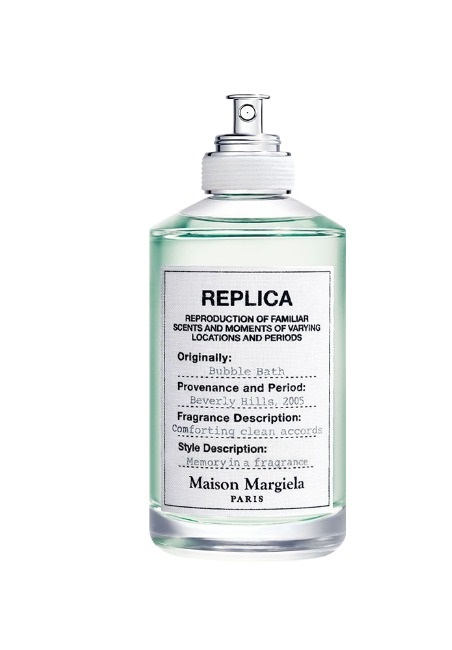 REPLICA
REPRODUCTION OF FAMILIAR
SCENTS AND MOMENTS OF VARYING
LOCATIONS AND PERIODS
Originally:
Bubble Bath
Provenance and Period:
Beverly Hills, 2005
Fragrance Description:
Comforting clean accords
Style Description:
Memory in a fragrance
Maison Margiela
PARIS